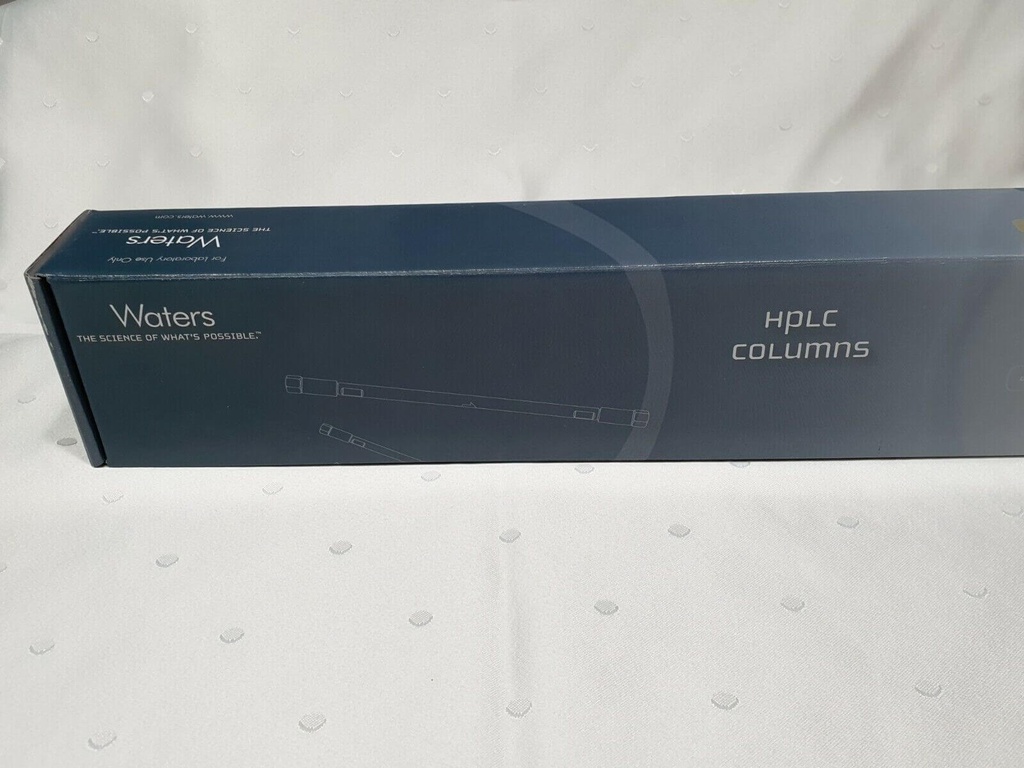 For Laboratory Use Only
Waters
THE SCIENCE OF WHAT'S POSSIBLE.™
www.waters.com
Waters
THE SCIENCE OF WHAT'S POSSIBLE.™
HPLC
COLUMNS